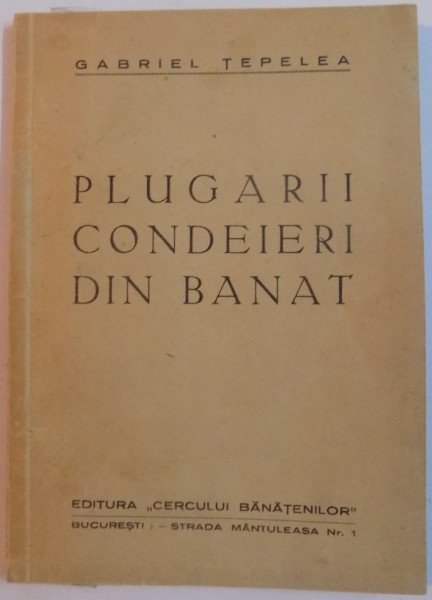 GABRIEL ȚEPELEA
PLUGARII
CONDEIERI
DIN BANAT
EDITURA „CERCULUI BĂNĂȚENILOR"
BUCUREȘTI I – STRADA MÂNTULEASA Nr. 1